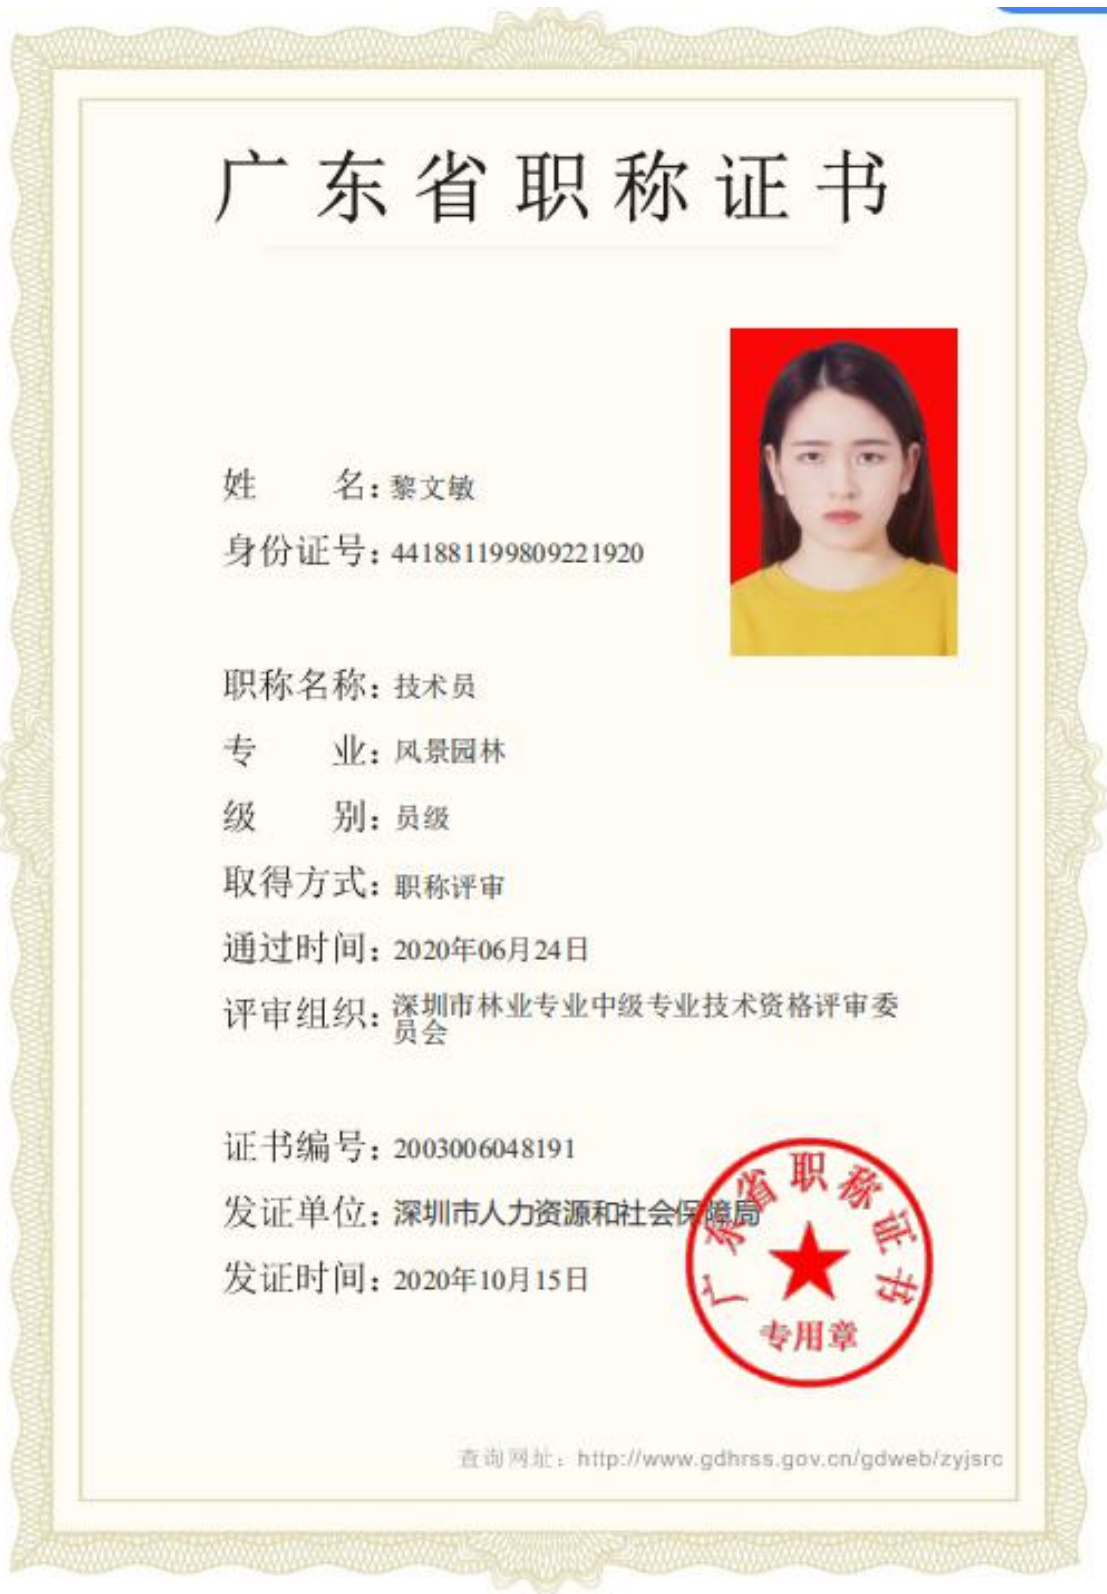 广东省职称证书
姓 名：黎文敏
身份证号：441881199809221920
职称名称：技术员
专 业：风景园林
级 别：员级
取得方式：职称评审
通过时间：2020年06月24日
评审组织：深圳市林业专业中级专业技术资格评审委
员会
证书编号：2003006048191
发证单位：深圳市人力资源和社会保障局
发证时间：2020年10月15日
广东省职称证书
专用章
查询网址：http://www.gdhrss.gov.cn/gdweb/zyjsrc